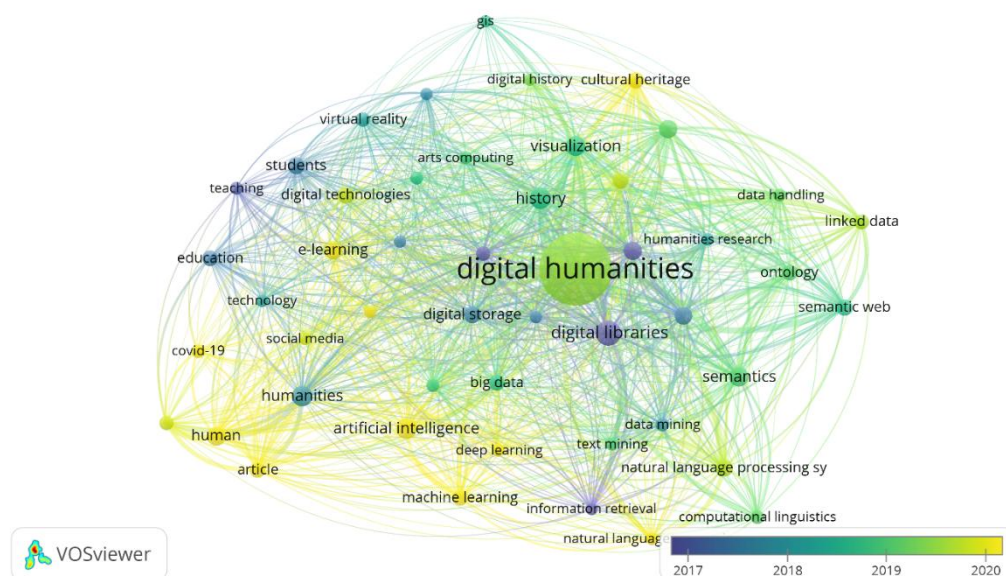 gis
digital history
cultural heritage
virtual reality
visualization
arts computing
students
teaching
digital technologies
history
data handling
linked data
e-learning
humanities research
education
digital humanities
ontology
technology
digital storage
semantic web
social media
digital libraries
covid-19
big data
semantics
humanities
human
artificial intelligence
data mining
deep learning
text mining
article
natural language processing sy
machine learning
information retrieval
computational linguistics
natural language
VOSviewer
2017 2018 2019 2020